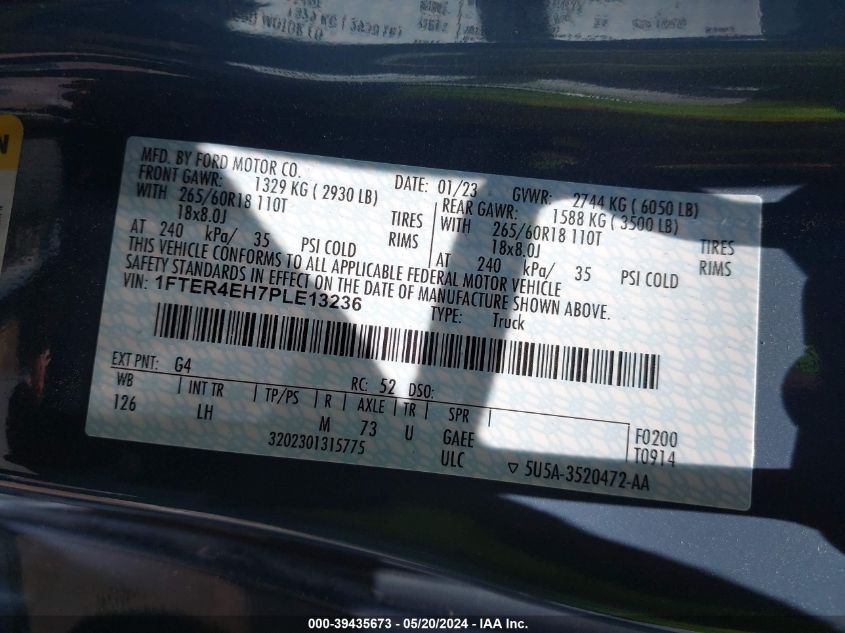 MFD. BY FORD MOTOR CO. DATE: 01/23 GVWR: 2744 KG ( 6050 LB)
FRONT GAWR: 1329 KG ( 2930 LB) REAR GAWR: 1588 KG ( 3500 LB)
WITH 265/60R18 110T TIRES WITH 265/60R18 110T TIRES
18x8.0J RIMS 18x8.0J RIMS
AT 240 kPa/ 35 PSI COLD AT 240 kPa/ 35 PSI COLD
THIS VEHICLE CONFORMS TO ALL APPLICABLE FEDERAL MOTOR VEHICLE
SAFETY STANDARDS IN EFFECT ON THE DATE OF MANUFACTURE SHOWN ABOVE.
VIN: 1FTER4EH7PLE13236 TYPE: Truck
EXT PNT: G4 RC: 52 DSO:
WB INT TR TP/PS R AXLE TR SPR
126 LH M 73 U GAEE F0200
3202301315775 ULC T0914
5U5A-3520472-AA
000-39435673 - 05/20/2024 - IAA Inc.